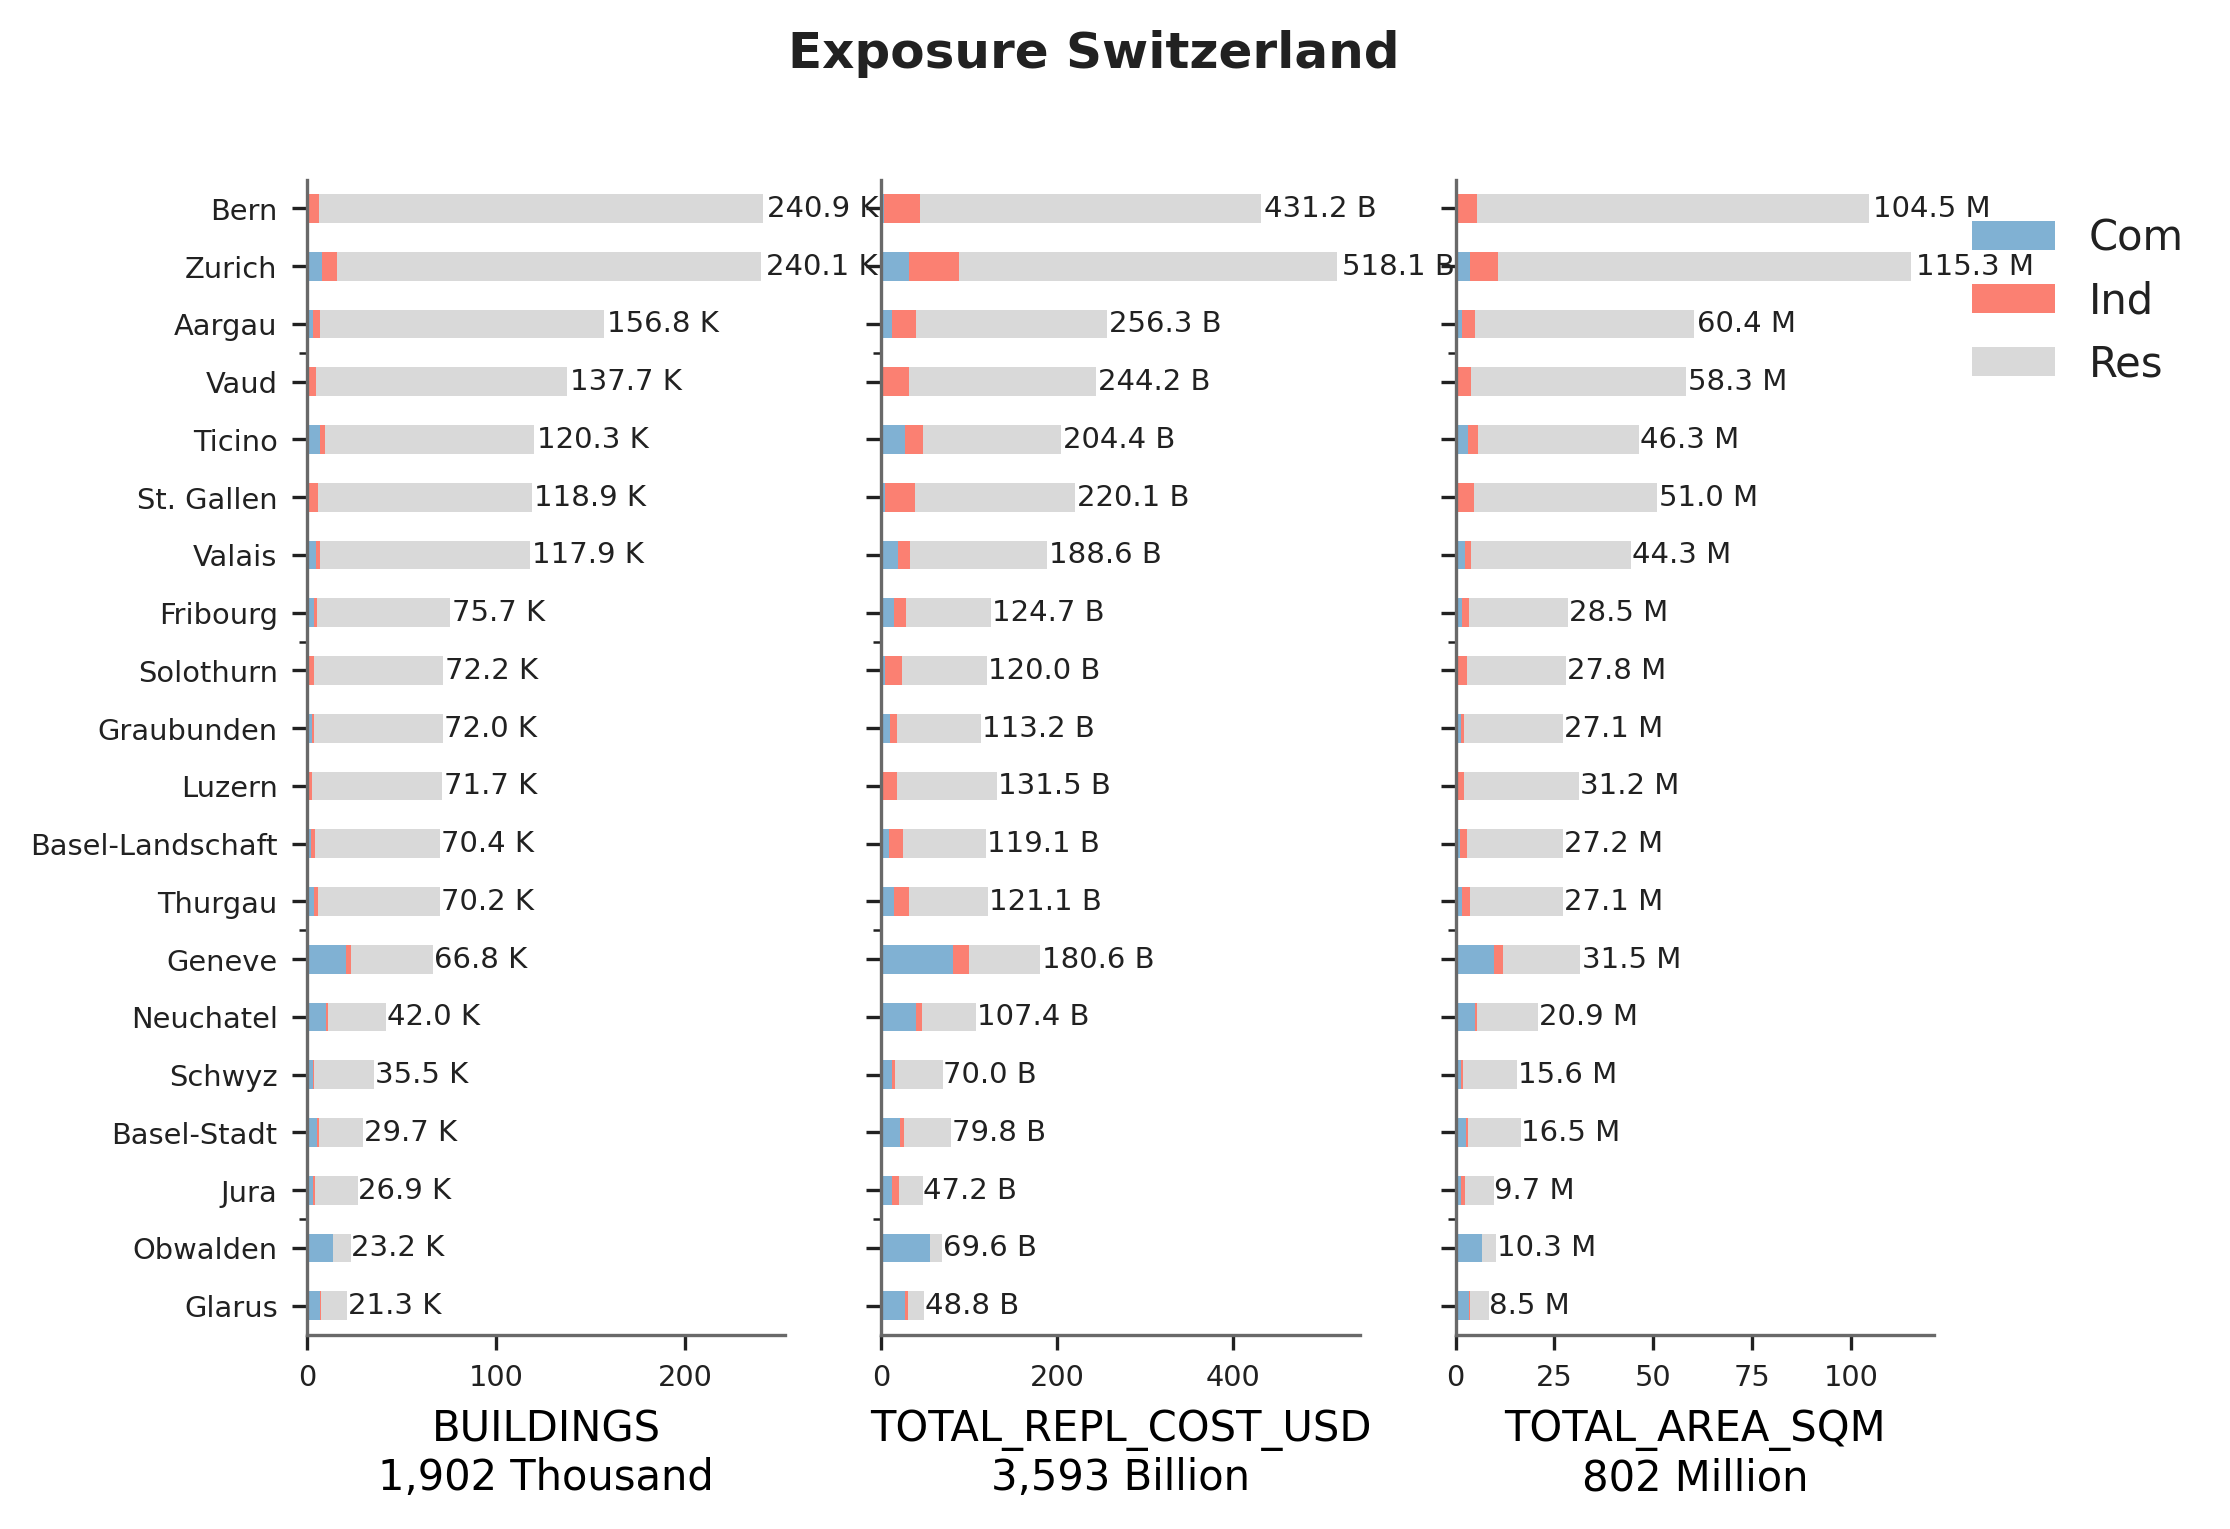 Exposure Switzerland
Bern 240.9 K 431.2 B 104.5 M
Zurich 240.1 K 518.1 B 115.3 M
Aargau 156.8 K 256.3 B 60.4 M
Vaud 137.7 K 244.2 B 58.3 M
Ticino 120.3 K 204.4 B 46.3 M
St. Gallen 118.9 K 220.1 B 51.0 M
Valais 117.9 K 188.6 B 44.3 M
Fribourg 75.7 K 124.7 B 28.5 M
Solothurn 72.2 K 120.0 B 27.8 M
Graubunden 72.0 K 113.2 B 27.1 M
Luzern 71.7 K 131.5 B 31.2 M
Basel-Landschaft 70.4 K 119.1 B 27.2 M
Thurgau 70.2 K 121.1 B 27.1 M
Geneve 66.8 K 180.6 B 31.5 M
Neuchatel 42.0 K 107.4 B 20.9 M
Schwyz 35.5 K 70.0 B 15.6 M
Basel-Stadt 29.7 K 79.8 B 16.5 M
Jura 26.9 K 47.2 B 9.7 M
Obwalden 23.2 K 69.6 B 10.3 M
Glarus 21.3 K 48.8 B 8.5 M
0 100 200 0 200 400 0 25 50 75 100
BUILDINGS TOTAL_REPL_COST_USD TOTAL_AREA_SQM
1,902 Thousand 3,593 Billion 802 Million
Com
Ind
Res